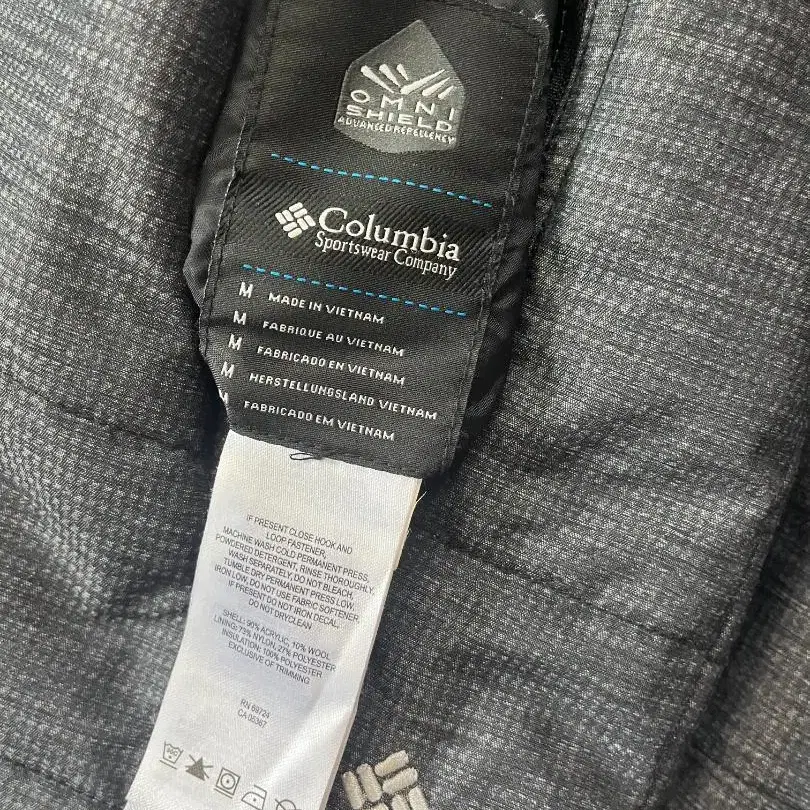 OMNI
SHIELD
ADVANCED REPELLENCY
Columbia
Sportswear Company
M MADE IN VIETNAM
M FABRIQUE AU VIETNAM
M FABRICADO EN VIETNAM
M HERSTELLUNGSLAND VIETNAM
M FABRICADO EM VIETNAM
IF PRESENT CLOSE HOOK AND
LOOP FASTENER,
MACHINE WASH COLD PERMANENT PRESS,
POWDERED DETERGENT, RINSE THOROUGHLY.
WASH SEPARATELY, DO NOT BLEACH,
TUMBLE DRY PERMANENT PRESS LOW.
IRON LOW, DO NOT USE FABRIC SOFTENER
IF PRESENT DO NOT IRON DECAL,
DO NOT DRYCLEAN
SHELL: 90% ACRYLIC, 10% WOOL
LINING: 73% NYLON, 27% POLYESTER
INSULATION: 100% POLYESTER
EXCLUSIVE OF TRIMMING
RN 69724
CA 05367